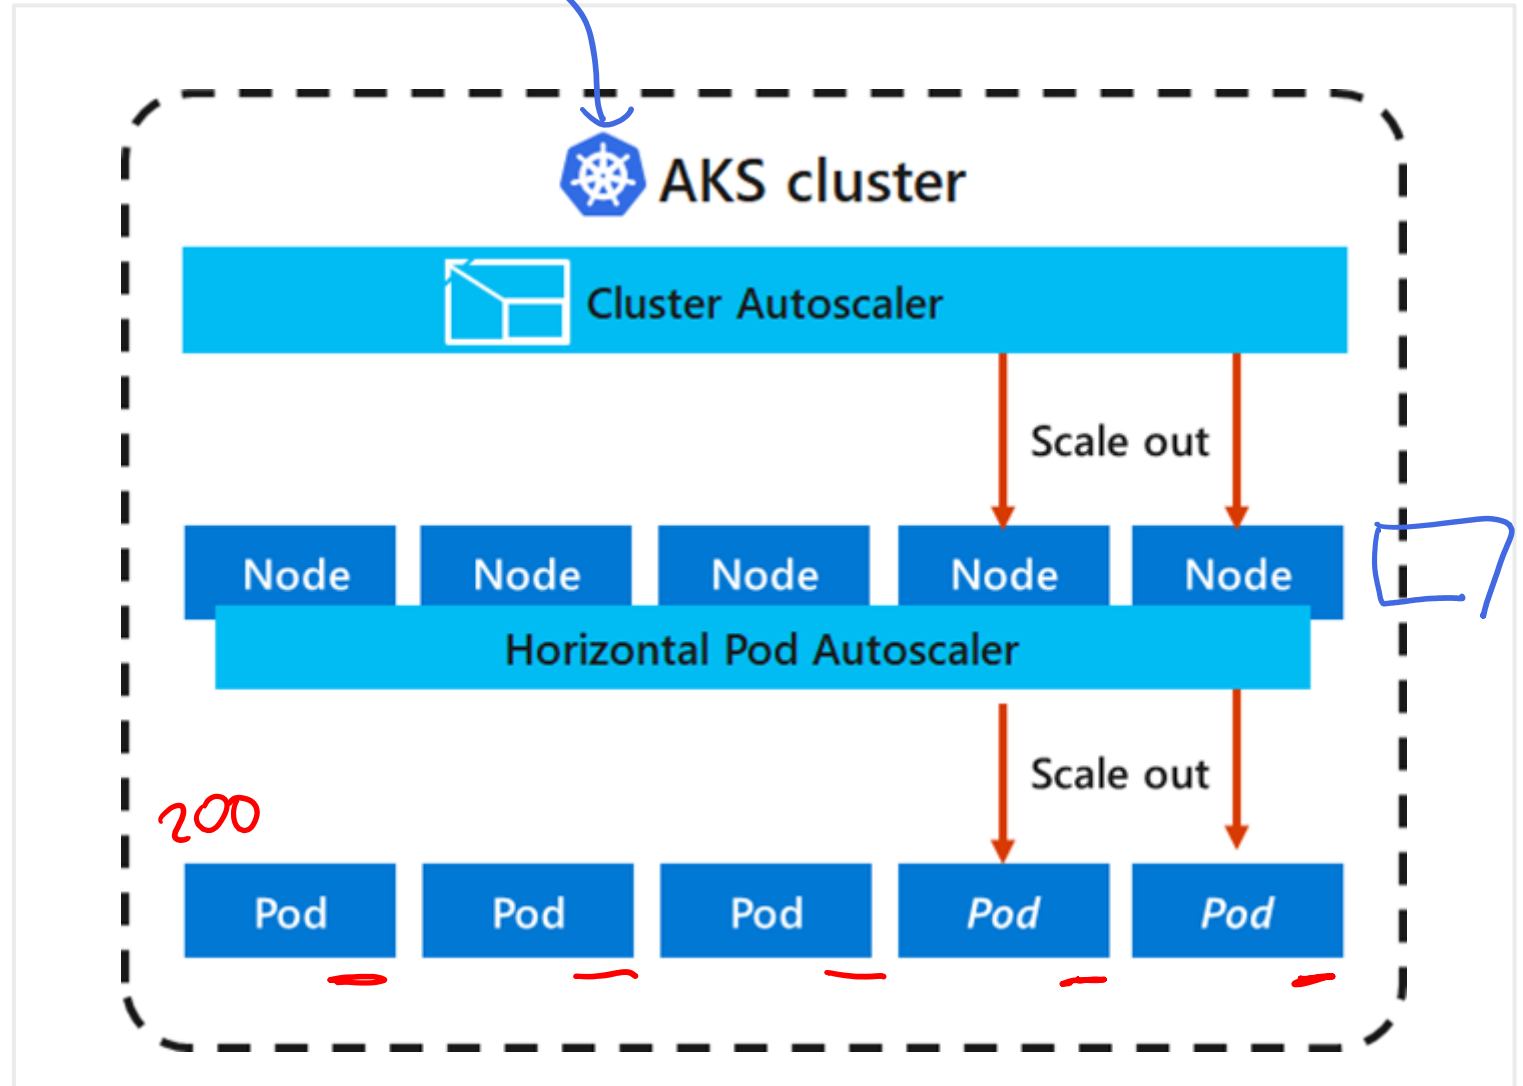 AKS cluster
Cluster Autoscaler
Scale out
Node Node Node Node Node
Horizontal Pod Autoscaler
Scale out
200
Pod Pod Pod Pod Pod